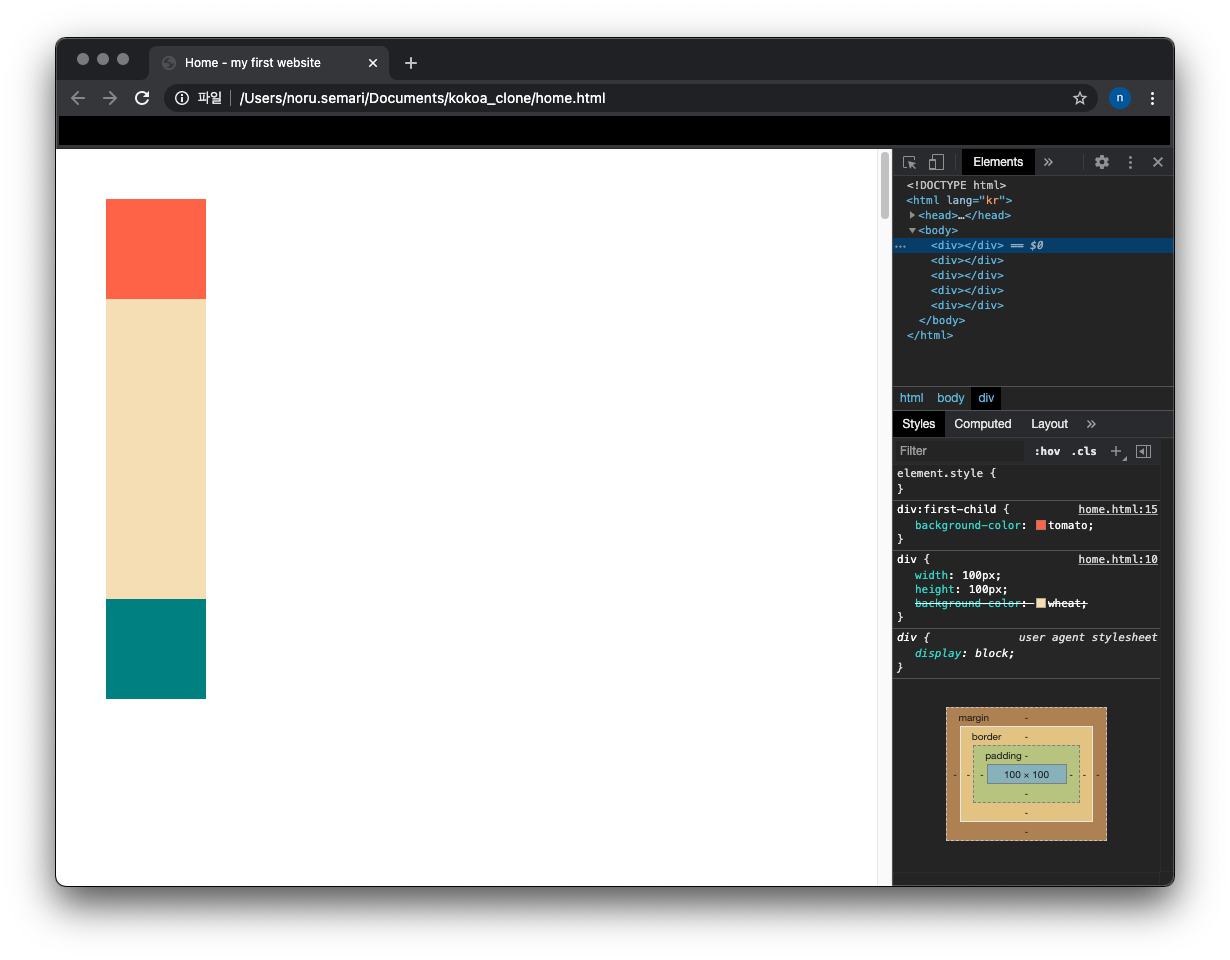 Home - my first website
파일 /Users/noru.semari/Documents/kokoa_clone/home.html
n
Elements
<!DOCTYPE html>
<html lang="kr">
<head>…</head>
<body>
<div></div> == $0
<div></div>
<div></div>
<div></div>
<div></div>
</body>
</html>
html body div
Styles Computed Layout
Filter :hov .cls
element.style {
}
div:first-child { home.html:15
background-color: tomato;
}
div { home.html:10
width: 100px;
height: 100px;
background-color: wheat;
}
div { user agent stylesheet
display: block;
}
margin -
border -
padding -
- - - 100 × 100 - - -
-
-
-